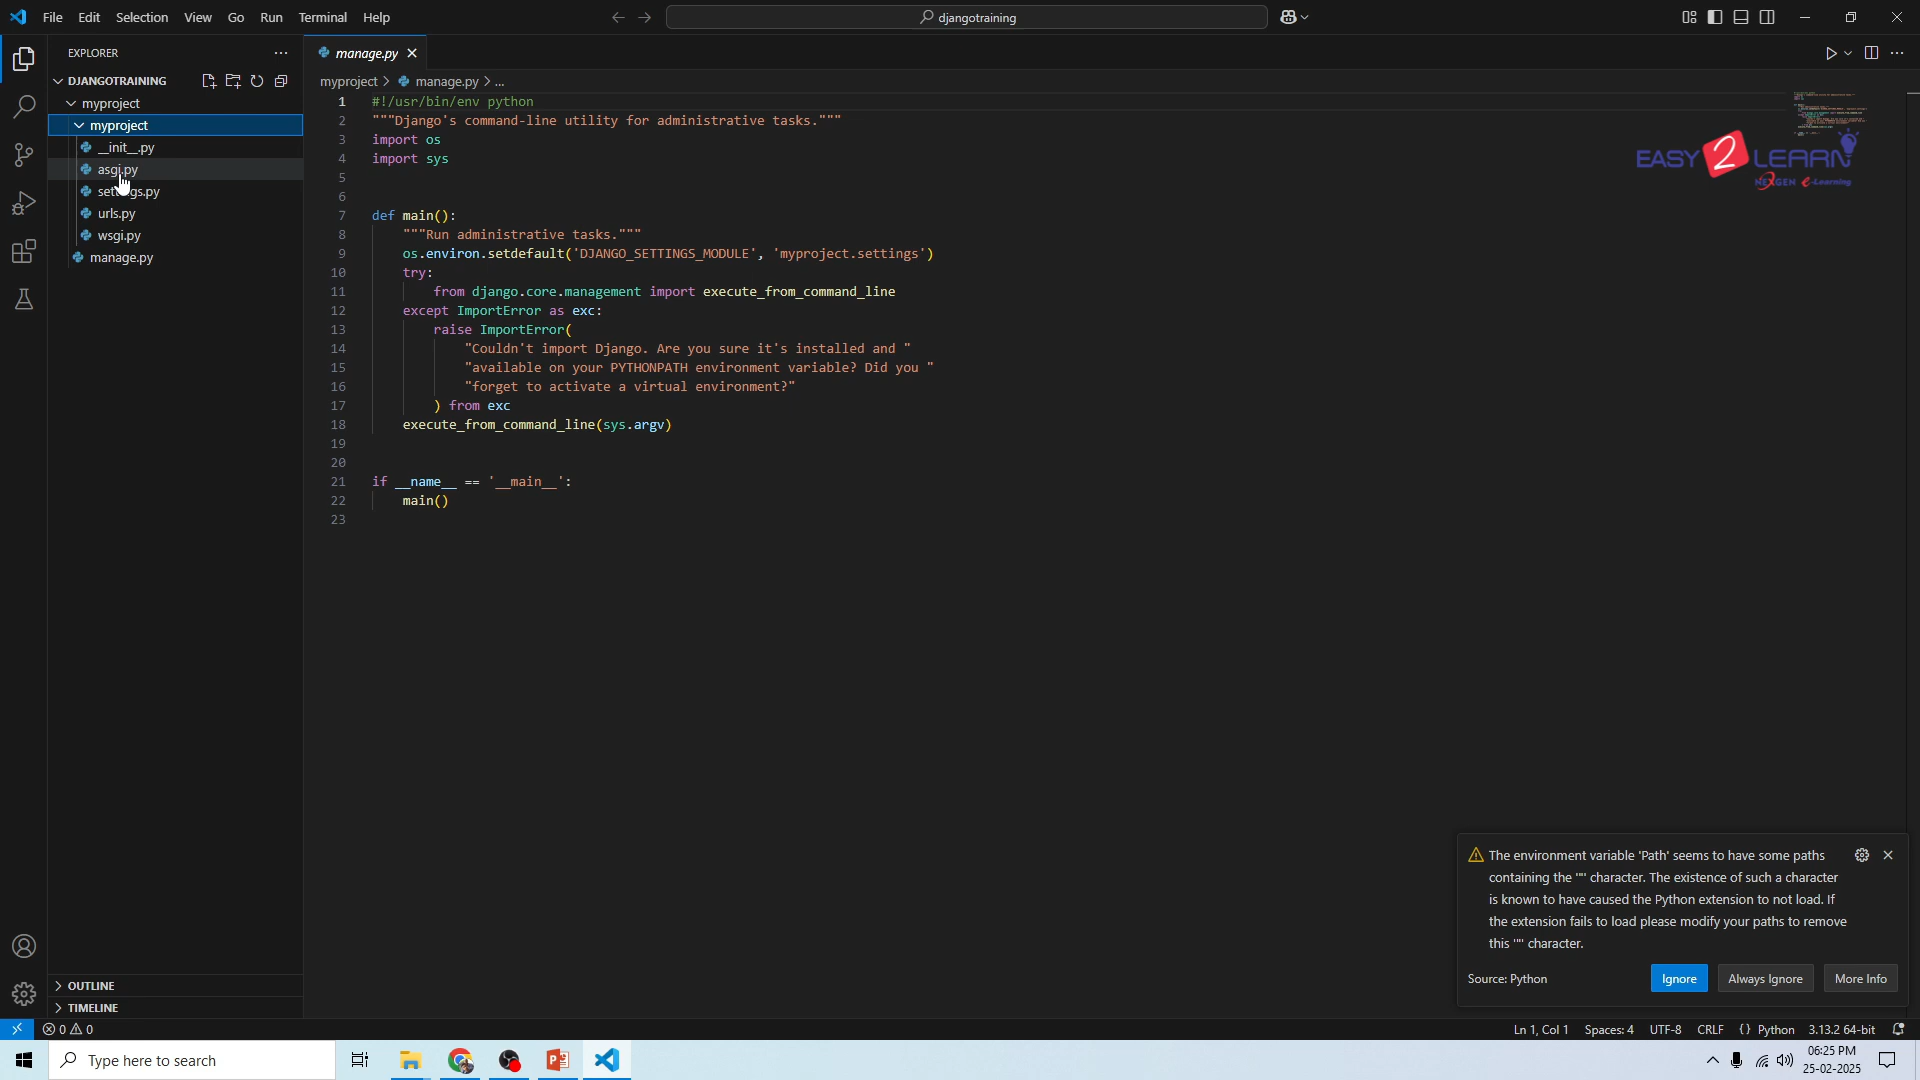 File Edit Selection View Go Run Terminal Help
djangotraining
EXPLORER
DJANGOTRAINING
myproject
myproject
__init__.py
asgi.py
settings.py
urls.py
wsgi.py
manage.py
OUTLINE
TIMELINE
manage.py
myproject > manage.py > ...
1 #!/usr/bin/env python
2 """Django's command-line utility for administrative tasks."""
3 import os
4 import sys
5
6
7 def main():
8 """Run administrative tasks."""
9 os.environ.setdefault('DJANGO_SETTINGS_MODULE', 'myproject.settings')
10 try:
11 from django.core.management import execute_from_command_line
12 except ImportError as exc:
13 raise ImportError(
14 "Couldn't import Django. Are you sure it's installed and "
15 "available on your PYTHONPATH environment variable? Did you "
16 "forget to activate a virtual environment?"
17 ) from exc
18 execute_from_command_line(sys.argv)
19
20
21 if __name__ == '__main__':
22 main()
23
EASY 2 LEARN
NEXGEN e-Learning
The environment variable 'Path' seems to have some paths
containing the '"' character. The existence of such a character
is known to have caused the Python extension to not load. If
the extension fails to load please modify your paths to remove
this '"' character.
Source: Python
Ignore
Always Ignore
More Info
0 0
Ln 1, Col 1 Spaces: 4 UTF-8 CRLF {} Python 3.13.2 64-bit
Type here to search
06:25 PM
25-02-2025